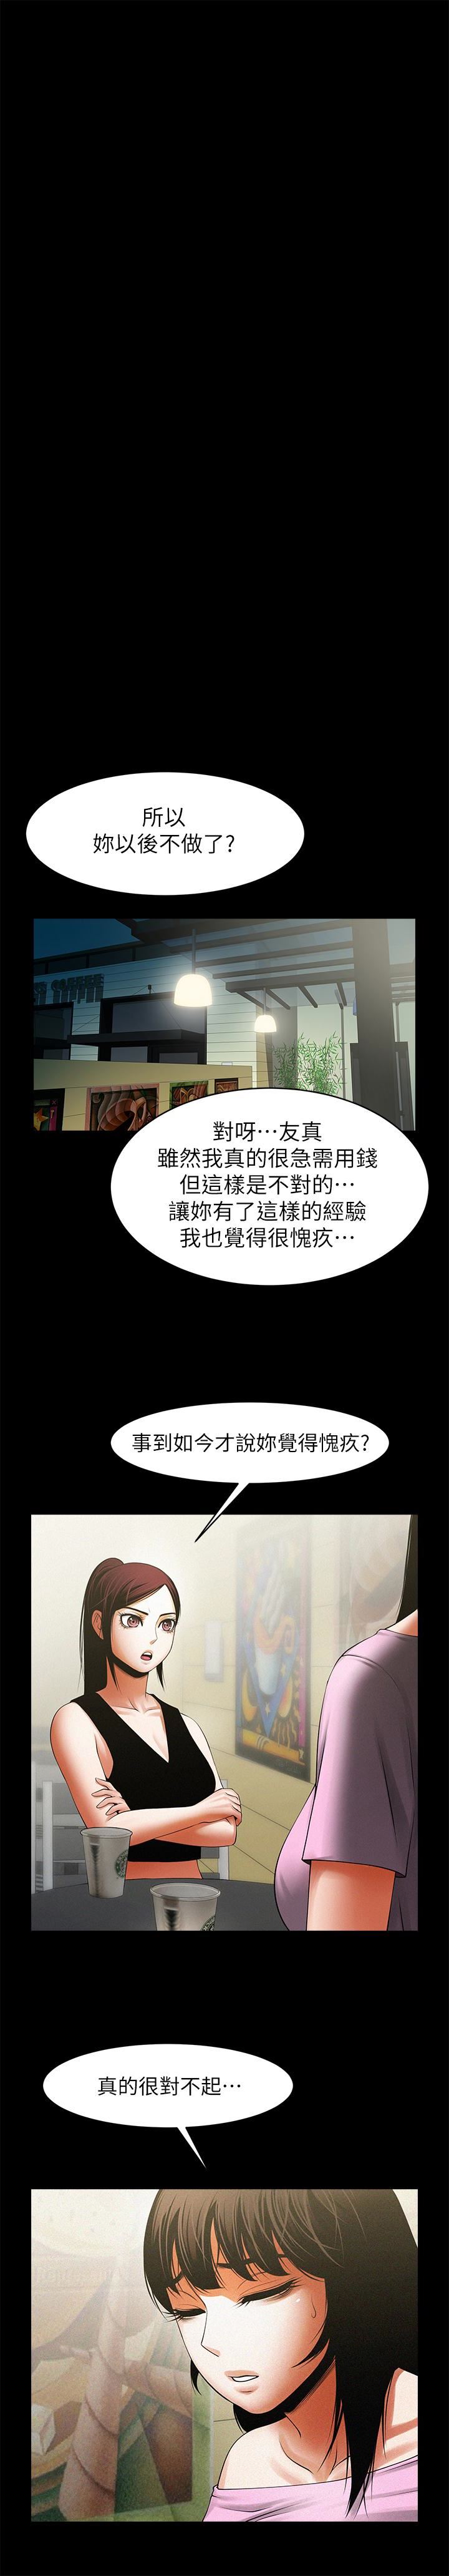 所以
妳以後不做了?
COFFEE
COFFEE
對呀⋯友真
雖然我真的很急需用錢
但這樣是不對的⋯
讓妳有了這樣的經驗
我也覺得很愧疚⋯
事到如今才說妳覺得愧疚?
真的很對不起⋯